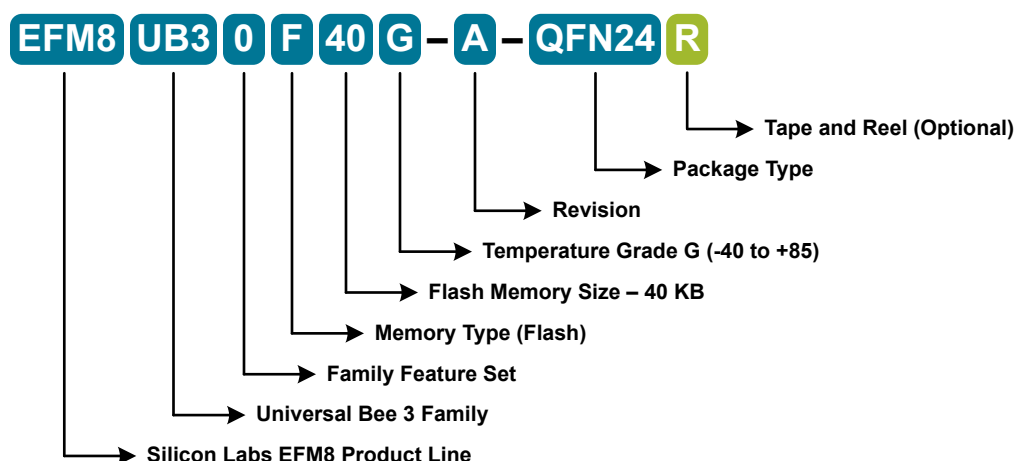 EFM8 UB3 0 F 40 G – A – QFN24 R
Tape and Reel (Optional)
Package Type
Revision
Temperature Grade G (-40 to +85)
Flash Memory Size – 40 KB
Memory Type (Flash)
Family Feature Set
Universal Bee 3 Family
Silicon Labs EFM8 Product Line